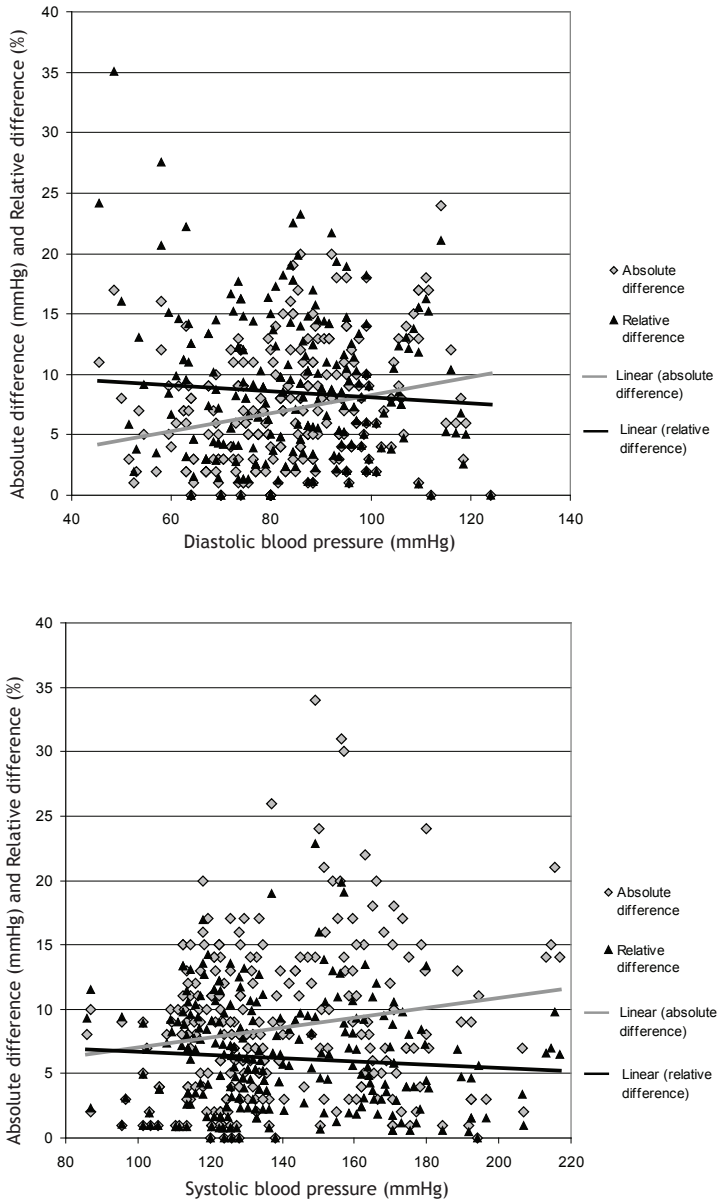 Absolute difference (mmHg) and Relative difference (%)
40
35
30
25
20
15
10
5
0
40
60
80
100
120
140
Diastolic blood pressure (mmHg)
Absolute
difference
Relative
difference
Linear (absolute
difference)
Linear (relative
difference)
Absolute difference (mmHg) and Relative difference (%)
40
35
30
25
20
15
10
5
0
80
100
120
140
160
180
200
220
Systolic blood pressure (mmHg)
Absolute
difference
Relative
difference
Linear (absolute
difference)
Linear (relative
difference)